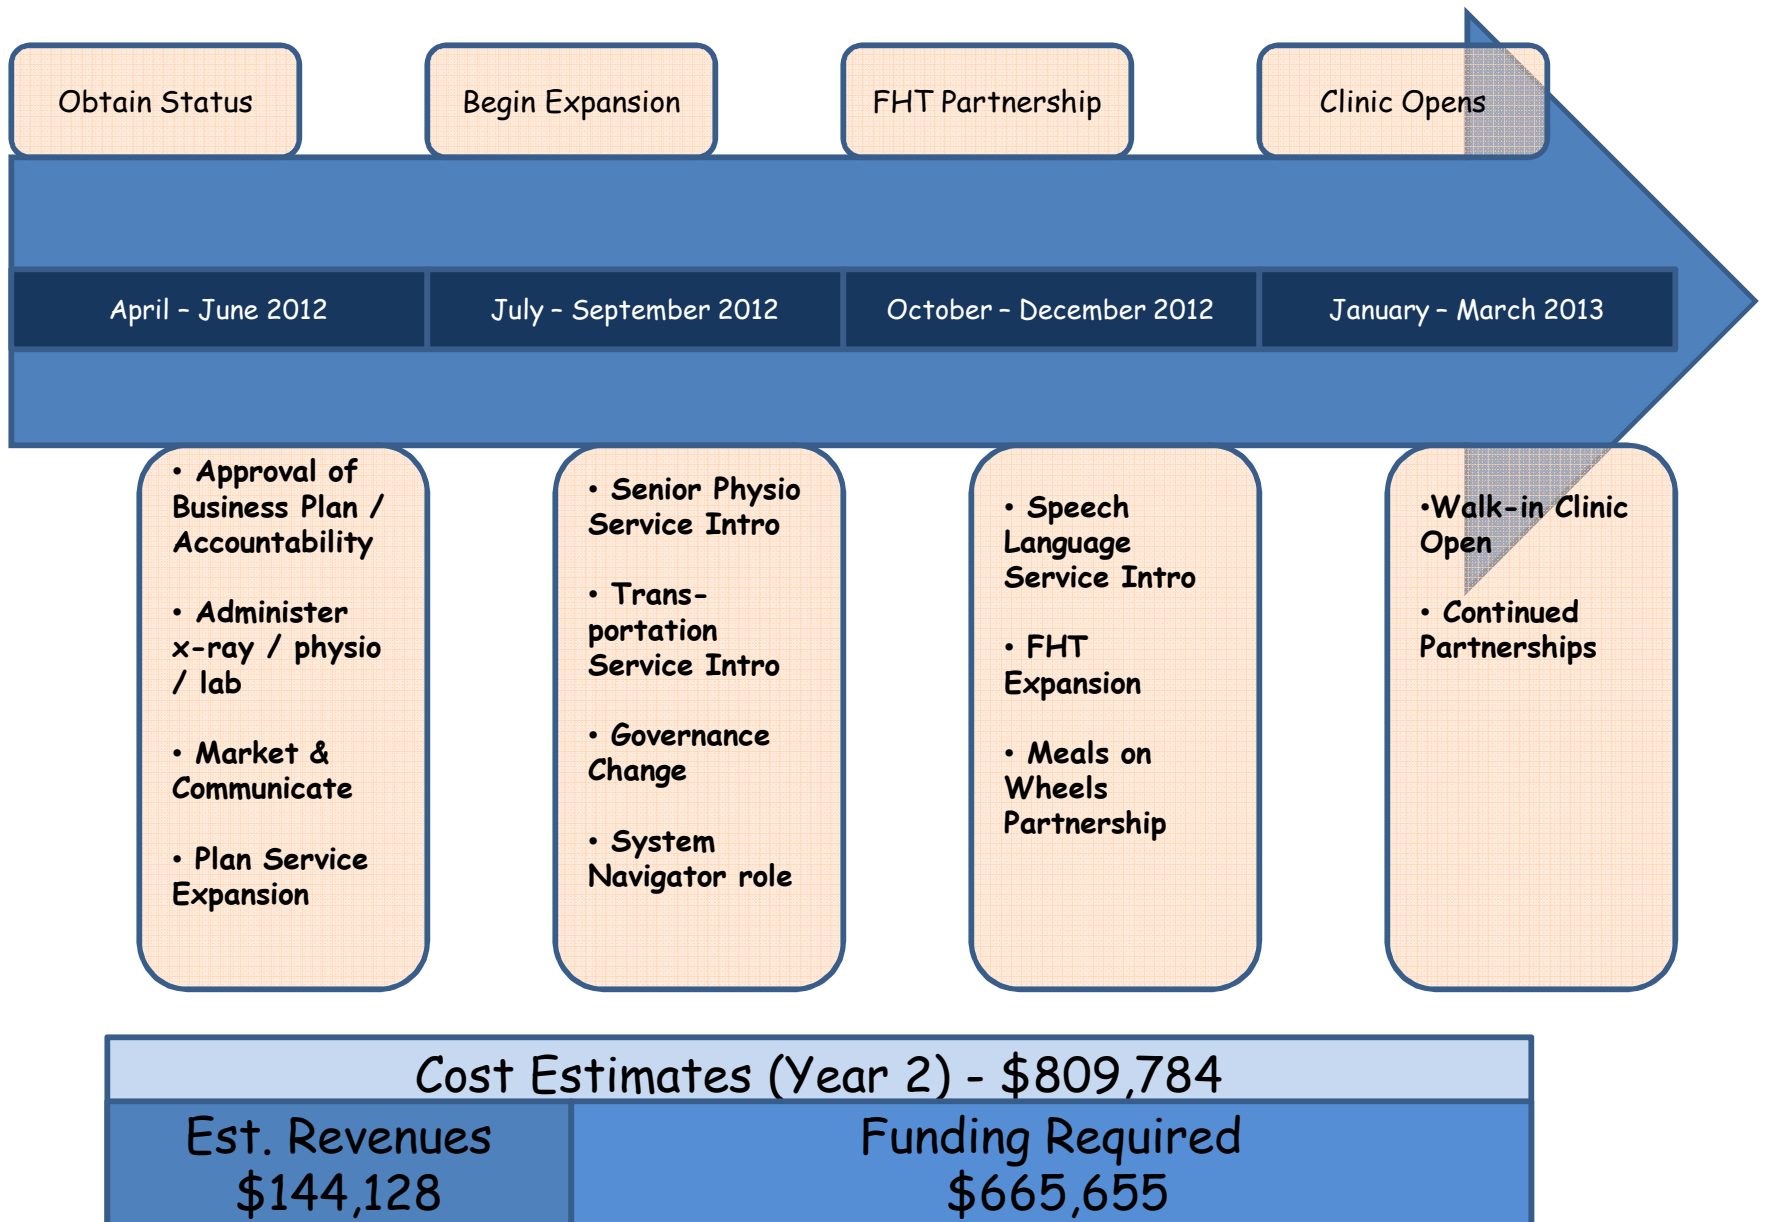 Obtain Status
Begin Expansion
FHT Partnership
Clinic Opens
April – June 2012
July – September 2012
October – December 2012
January – March 2013
• Approval of
Business Plan /
Accountability
• Administer
x-ray / physio
/ lab
• Market &
Communicate
• Plan Service
Expansion
• Senior Physio
Service Intro
• Trans-
portation
Service Intro
• Governance
Change
• System
Navigator role
• Speech
Language
Service Intro
• FHT
Expansion
• Meals on
Wheels
Partnership
•Walk-in Clinic
Open
• Continued
Partnerships
Cost Estimates (Year 2) - $809,784
Est. Revenues
$144,128
Funding Required
$665,655